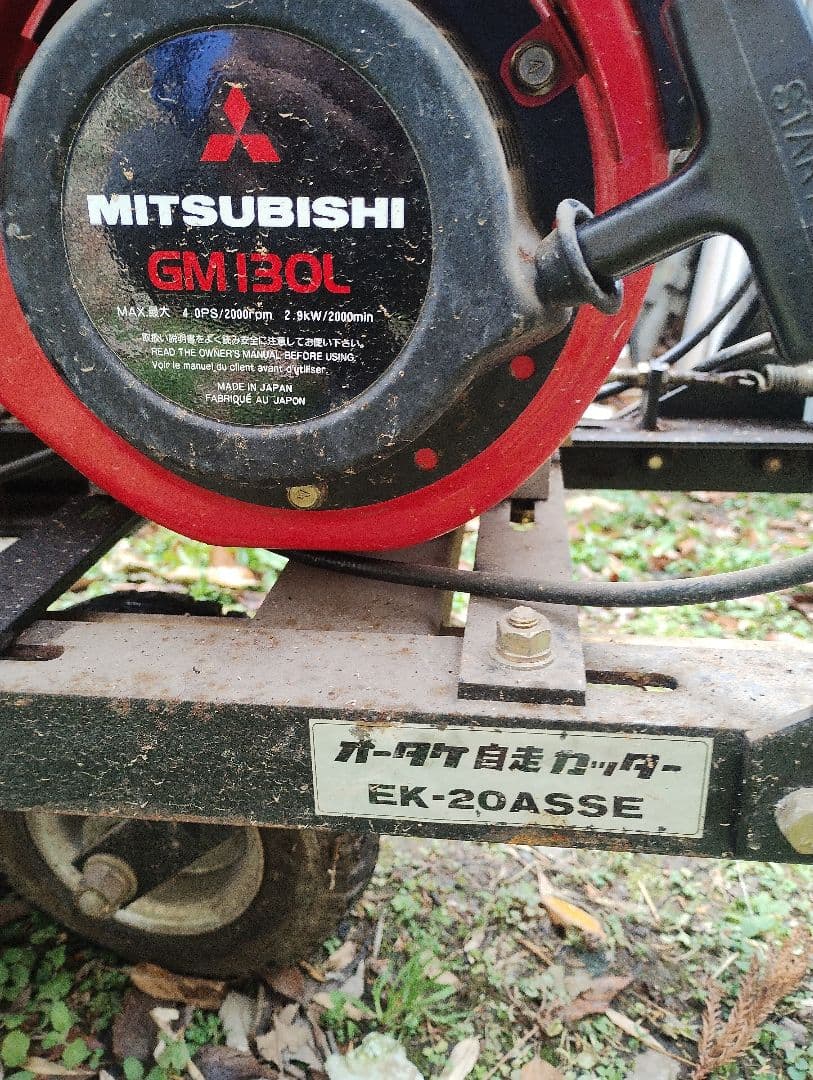 MITSUBISHI
GM130L
MAX.最大 4.0PS/2000rpm 2.9kW/2000min
取扱い説明書をよく読み安全に注意してお使い下さい。
READ THE OWNER'S MANUAL BEFORE USING.
Voir le manuel du client avant d'utiliser.
MADE IN JAPAN
FABRIQUÉ AU JAPON
START
オータケ自走カッター
EK-20ASSE